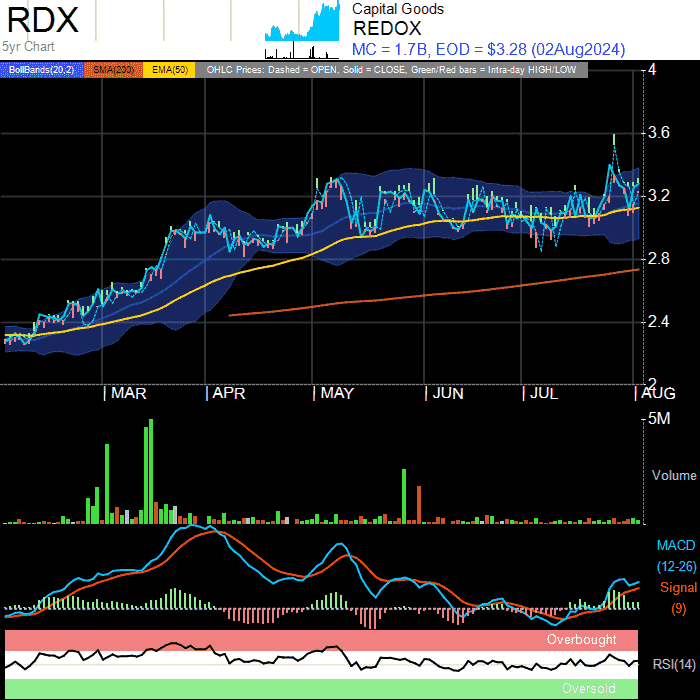 RDX
5yr Chart
Capital Goods
REDOX
MC = 1.7B, EOD = $3.28 (02Aug2024)
BollBands(20,2) SMA(200) EMA(50) OHLC Prices: Dashed = OPEN, Solid = CLOSE, Green/Red bars = Intra-day HIGH/LOW
4
3.6
3.2
2.8
2.4
2
MAR APR MAY JUN JUL AUG
5M
Volume
MACD
(12-26)
Signal
(9)
Overbought
RSI(14)
Oversold